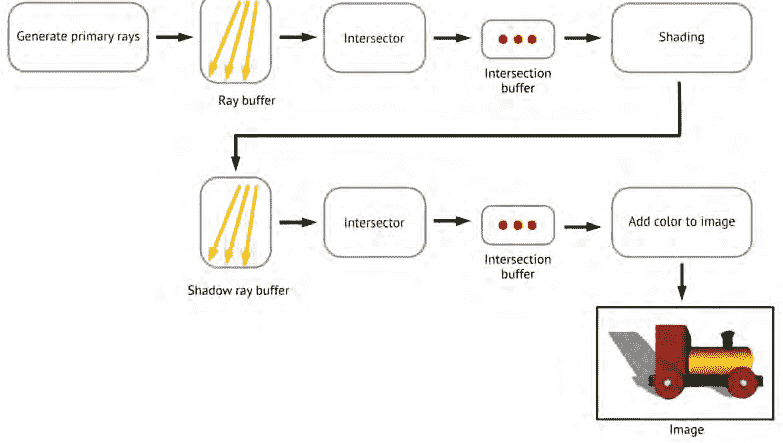 Generate primary rays
Intersector
Shading
Intersection
buffer
Ray buffer
Intersector
Add color to image
Intersection
buffer
Shadow ray buffer
Image